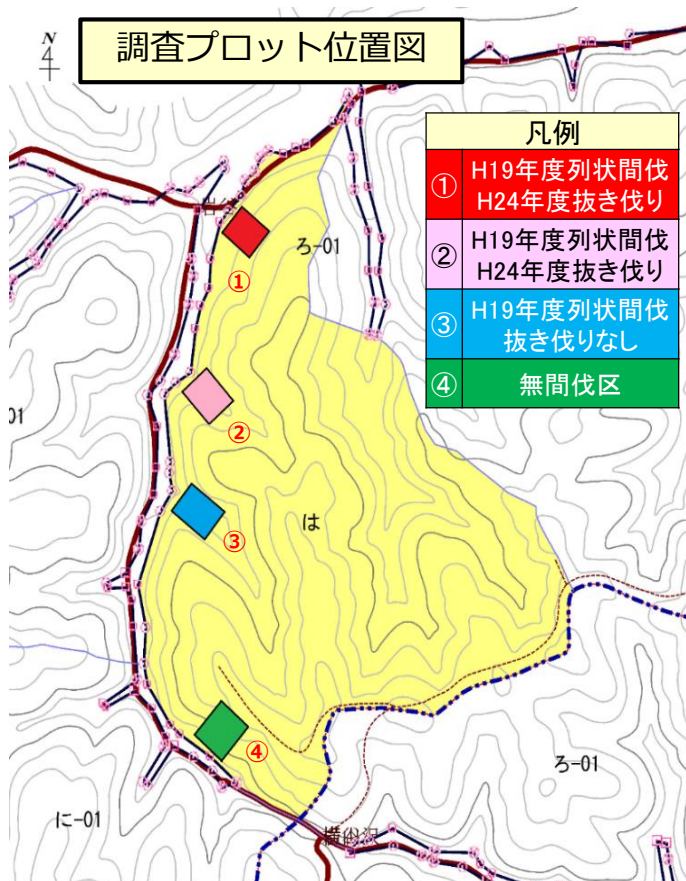 調査プロット位置図
N
4
凡例
① H19年度列状間伐
H24年度抜き伐り
② H19年度列状間伐
H24年度抜き伐り
③ H19年度列状間伐
抜き伐りなし
④ 無間伐区
ろ-01
①
②
01
③
は
④
ろ-01
に-01